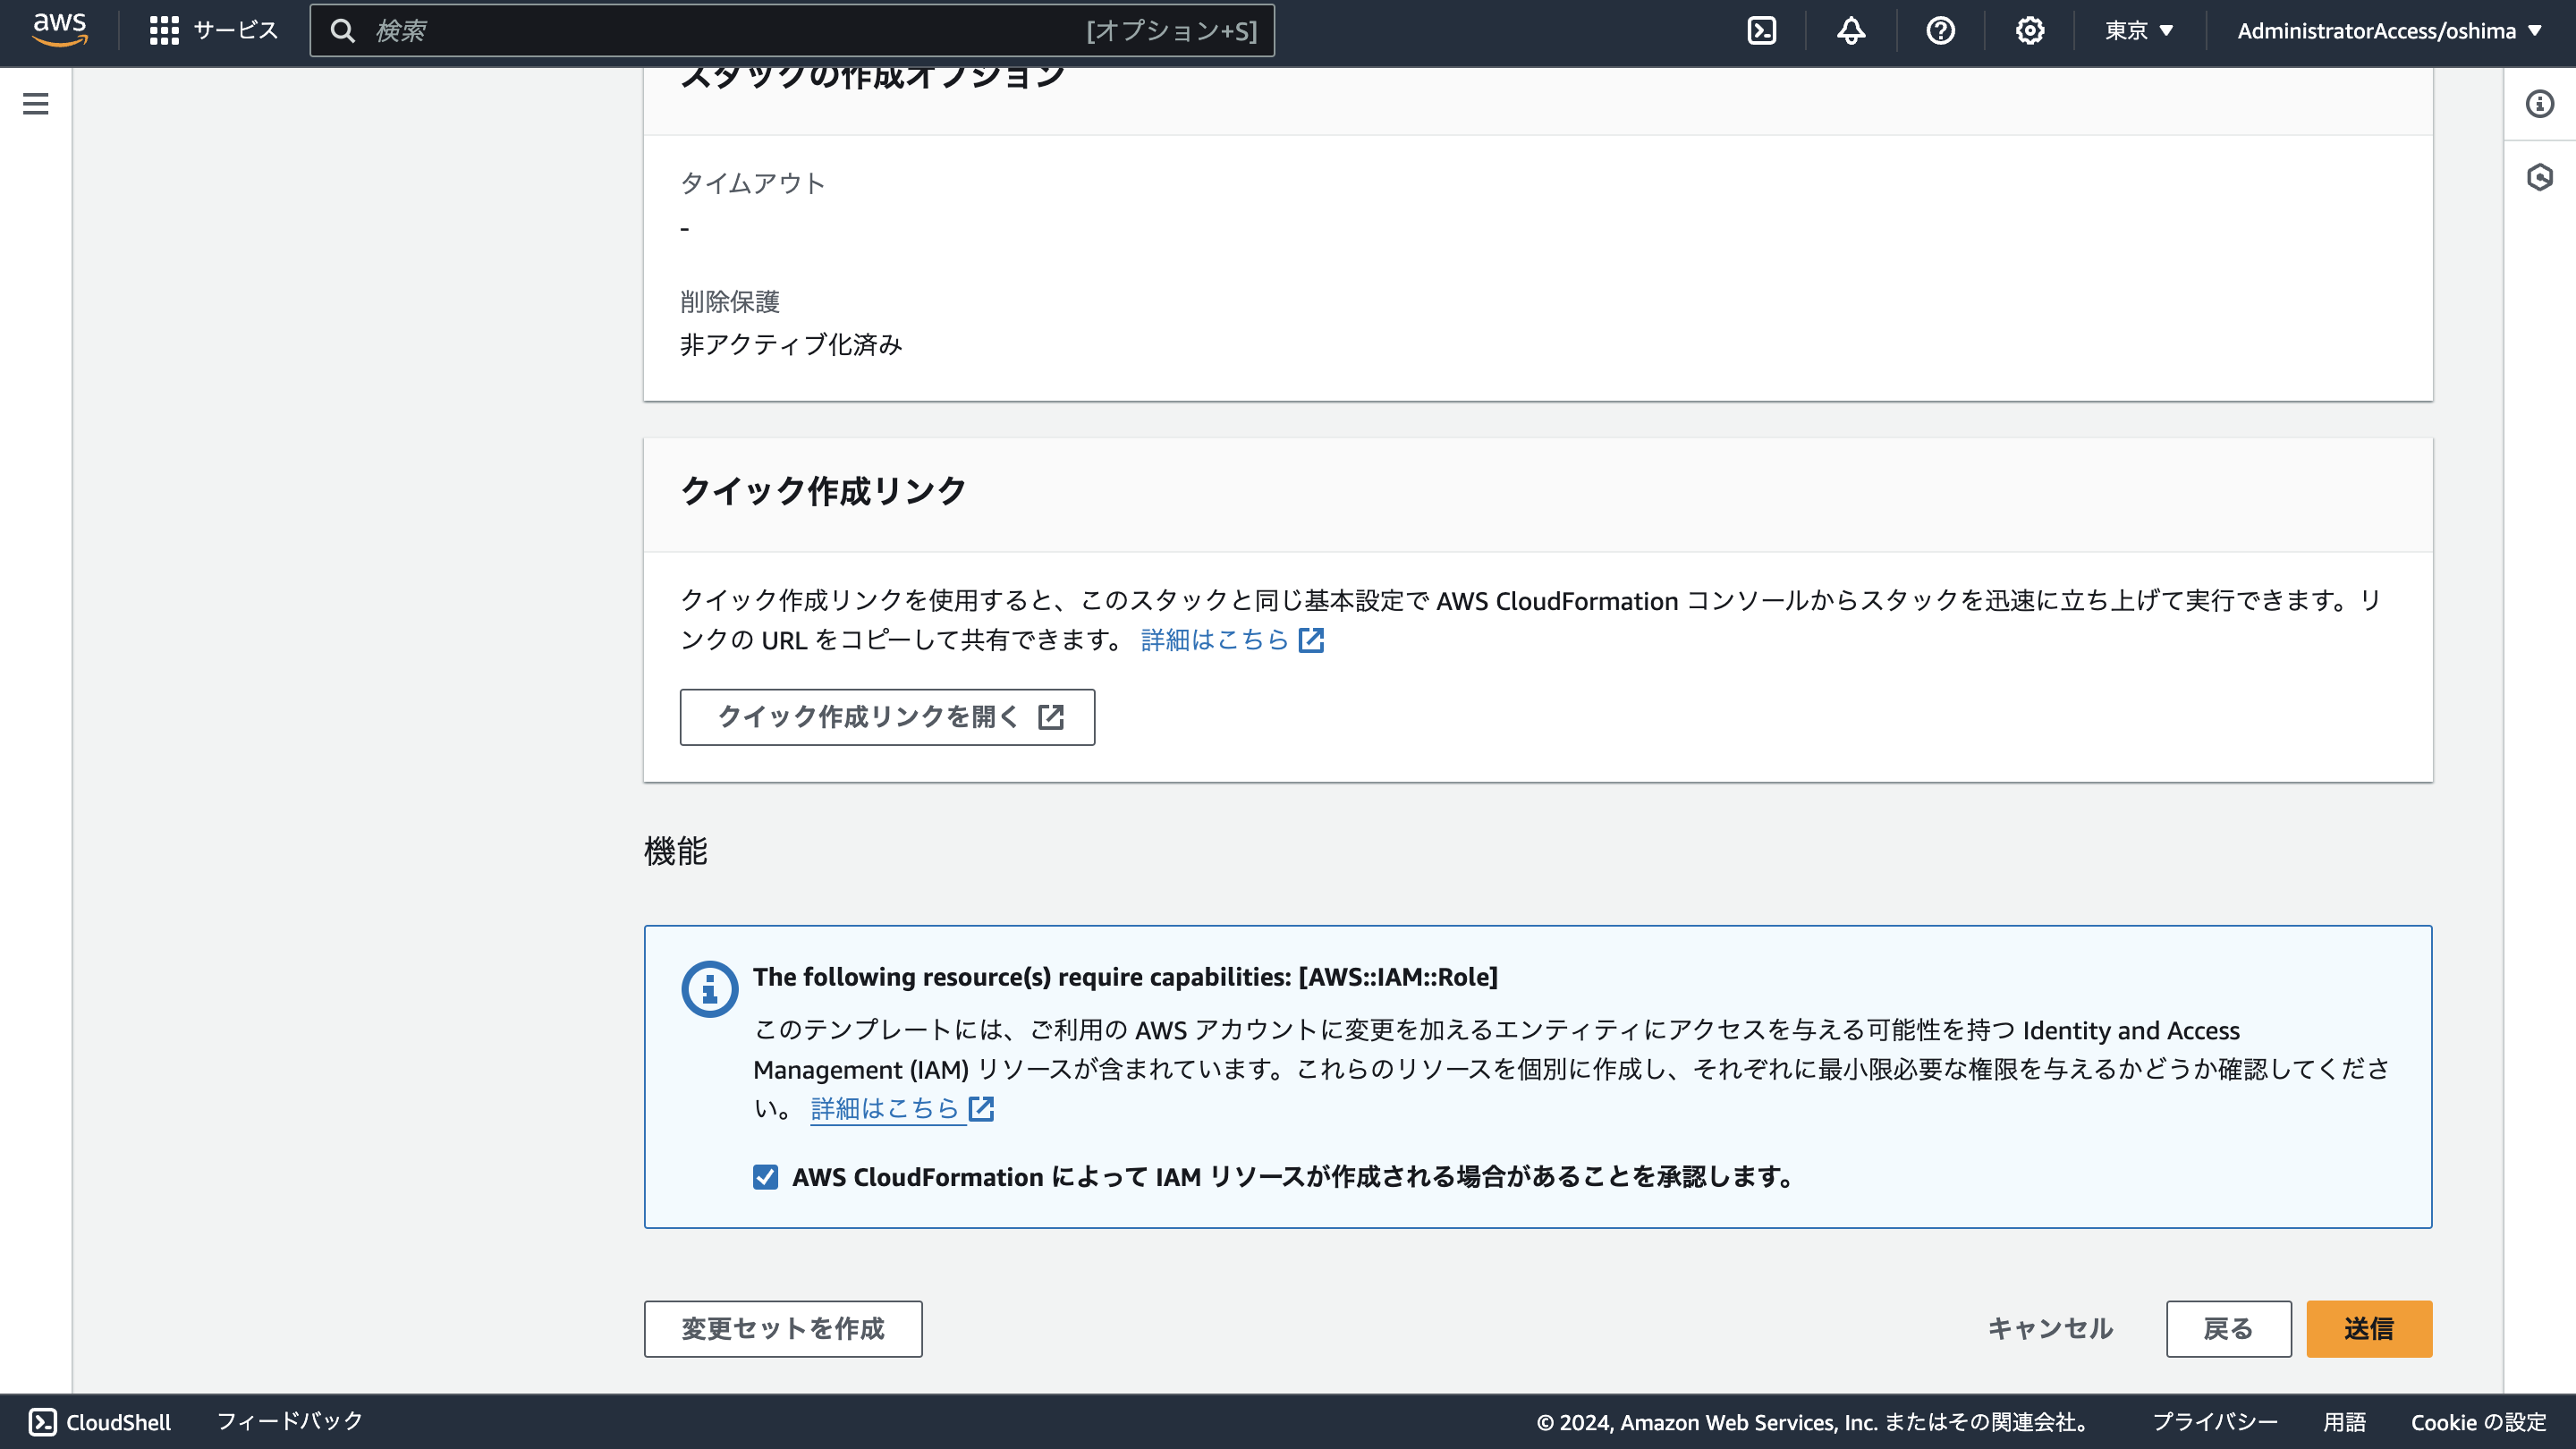 aws
サービス
検索
[オプション+S]
東京
AdministratorAccess/oshima
スタックの作成オプション
タイムアウト
-
削除保護
非アクティブ化済み
クイック作成リンク
クイック作成リンクを使用すると、このスタックと同じ基本設定で AWS CloudFormation コンソールからスタックを迅速に立ち上げて実行できます。リ
ンクの URL をコピーして共有できます。 詳細はこちら
クイック作成リンクを開く
機能
The following resource(s) require capabilities: [AWS::IAM::Role]
このテンプレートには、ご利用の AWS アカウントに変更を加えるエンティティにアクセスを与える可能性を持つ Identity and Access
Management (IAM) リソースが含まれています。これらのリソースを個別に作成し、それぞれに最小限必要な権限を与えるかどうか確認してくださ
い。 詳細はこちら
AWS CloudFormation によって IAM リソースが作成される場合があることを承認します。
変更セットを作成
キャンセル
戻る
送信
CloudShell
フィードバック
© 2024, Amazon Web Services, Inc. またはその関連会社。
プライバシー
用語
Cookie の設定